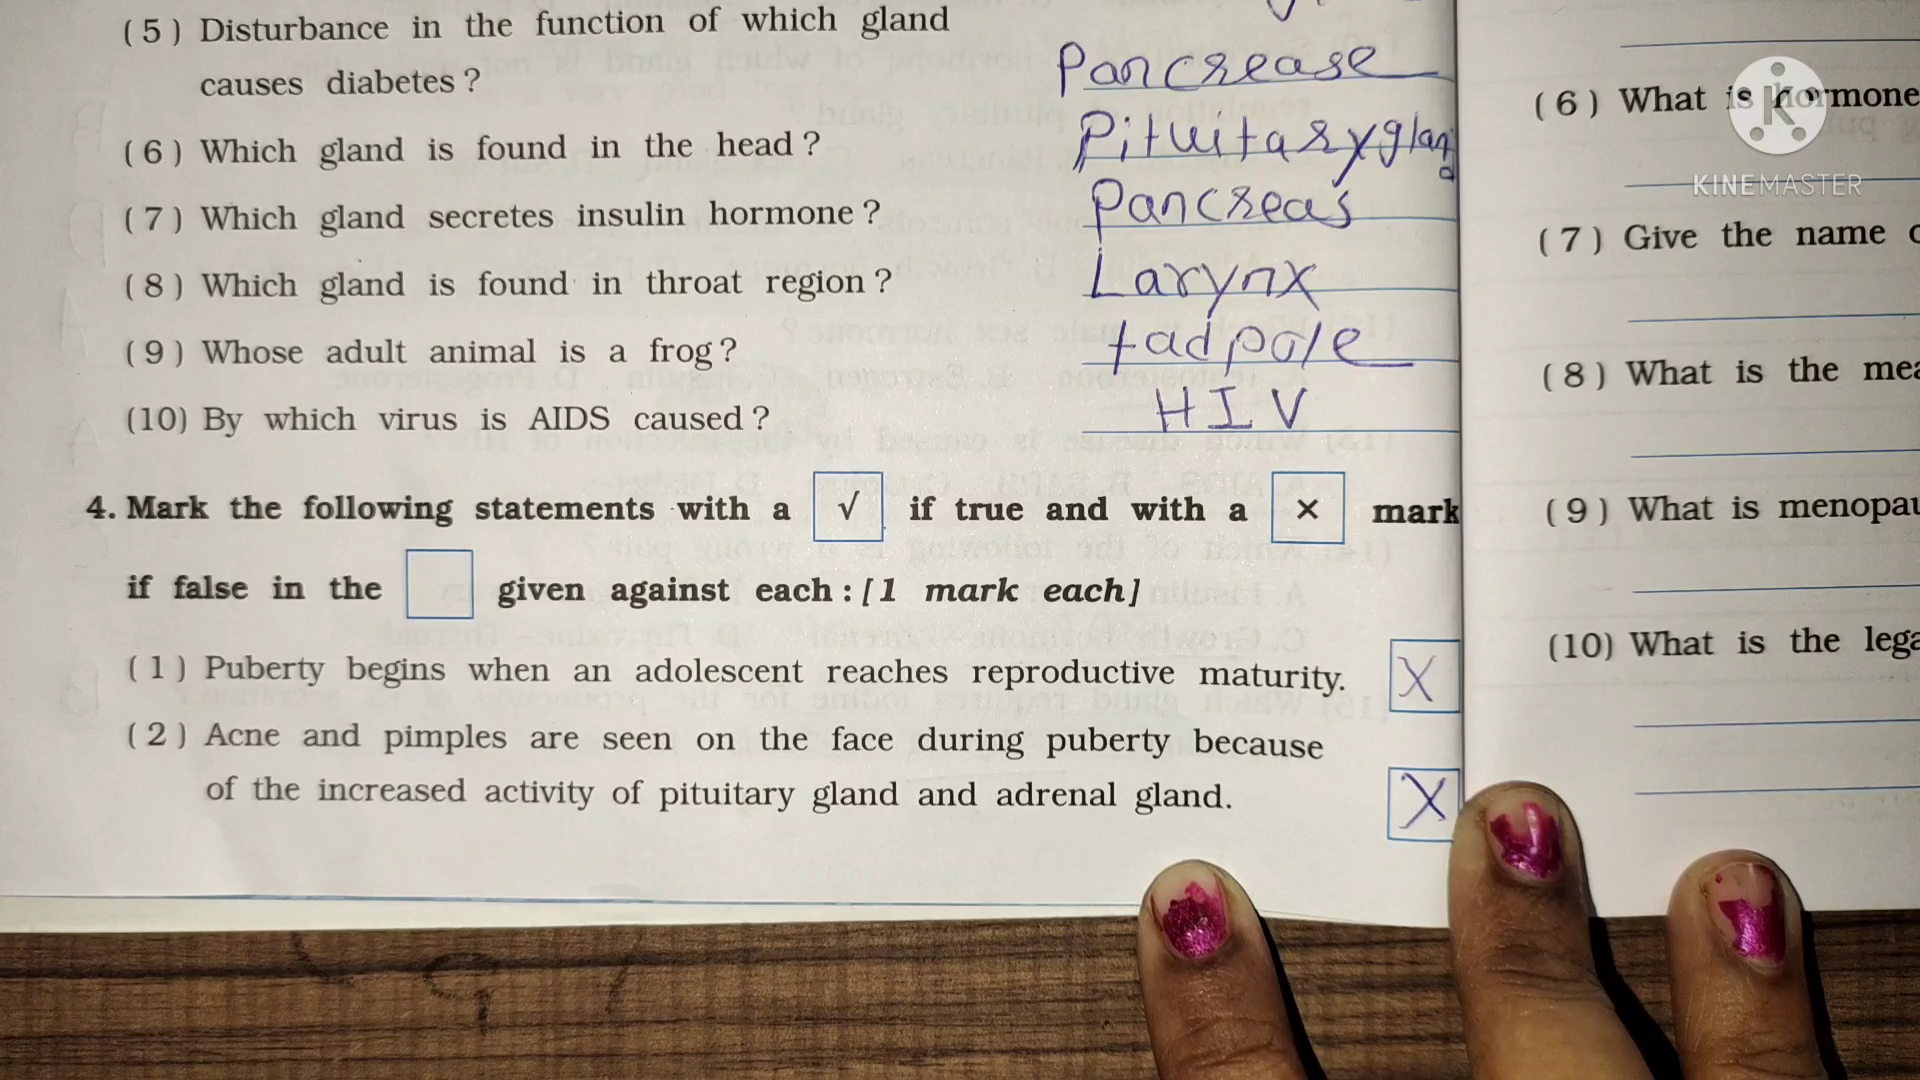 (5) Disturbance in the function of which gland
causes diabetes? Pancrease
(6) Which gland is found in the head? Pituitary gland
(7) Which gland secretes insulin hormone? Pancreas
(8) Which gland is found in throat region? Larynx
(9) Whose adult animal is a frog? tadpole
(10) By which virus is AIDS caused? HIV
4. Mark the following statements with a √ if true and with a × mark
if false in the given against each : [1 mark each]
(1) Puberty begins when an adolescent reaches reproductive maturity. X
(2) Acne and pimples are seen on the face during puberty because
of the increased activity of pituitary gland and adrenal gland. X
(6) What is hormone
KINEMASTER
(7) Give the name
(8) What is the
(9) What is
(10) What is the